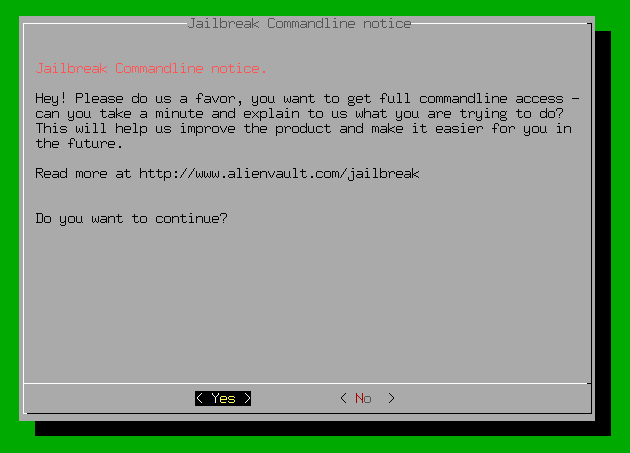 Jailbreak Commandline notice
Jailbreak Commandline notice.
Hey! Please do us a favor, you want to get full commandline access -
can you take a minute and explain to us what you are trying to do?
This will help us improve the product and make it easier for you in
the future.
Read more at http://www.alienvault.com/jailbreak
Do you want to continue?
< Yes > < No >